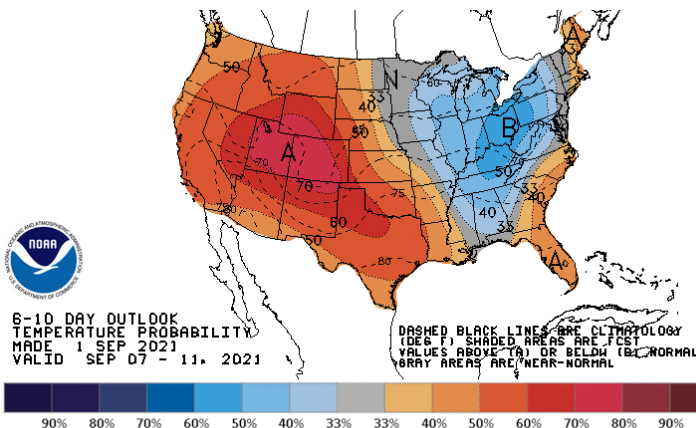 A
50
N
33
40
50
60
B
50
A
70
70
75
60
50
80
40
33
33
40
A
NOAA
NATIONAL OCEANIC AND ATMOSPHERIC ADMINISTRATION
U.S. DEPARTMENT OF COMMERCE
6-10 DAY OUTLOOK
TEMPERATURE PROBABILITY
MADE 1 SEP 2021
VALID SEP 07 - 11, 2021
DASHED BLACK LINES ARE CLIMATOLOGY
(DEG F) SHADED AREAS ARE FCST
VALUES ABOVE (A) OR BELOW (B) NORMAL
GRAY AREAS ARE NEAR-NORMAL
90% 80% 70% 60% 50% 40% 33% 33% 40% 50% 60% 70% 80% 90%